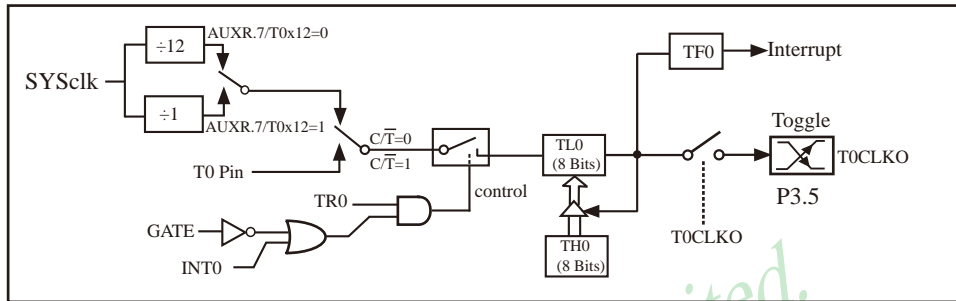 AUXR.7/T0x12=0
÷12
SYSclk
÷1
AUXR.7/T0x12=1
T0 Pin
C/T̅=0
C/T̅=1
TR0
control
GATE
INT0
TL0
(8 Bits)
TH0
(8 Bits)
TF0
Interrupt
Toggle
T0CLKO
P3.5
T0CLKO